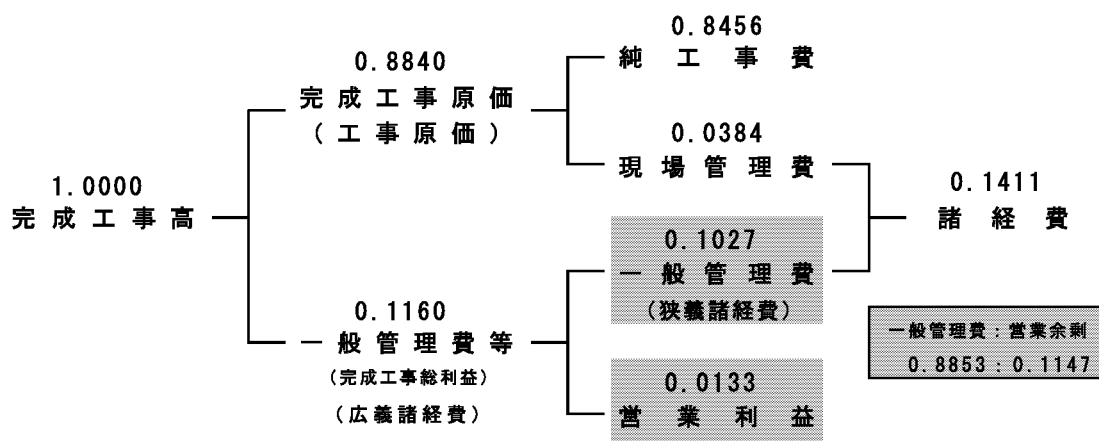 1.0000
完成工事高
0.8840
完成工事原価
(工事原価)
0.1160
一般管理費等
(完成工事総利益)
(広義諸経費)
0.8456
純工事費
0.0384
現場管理費
0.1027
一般管理費
(狭義諸経費)
0.0133
営業利益
0.1411
諸経費
一般管理費:営業余剰
0.8853:0.1147